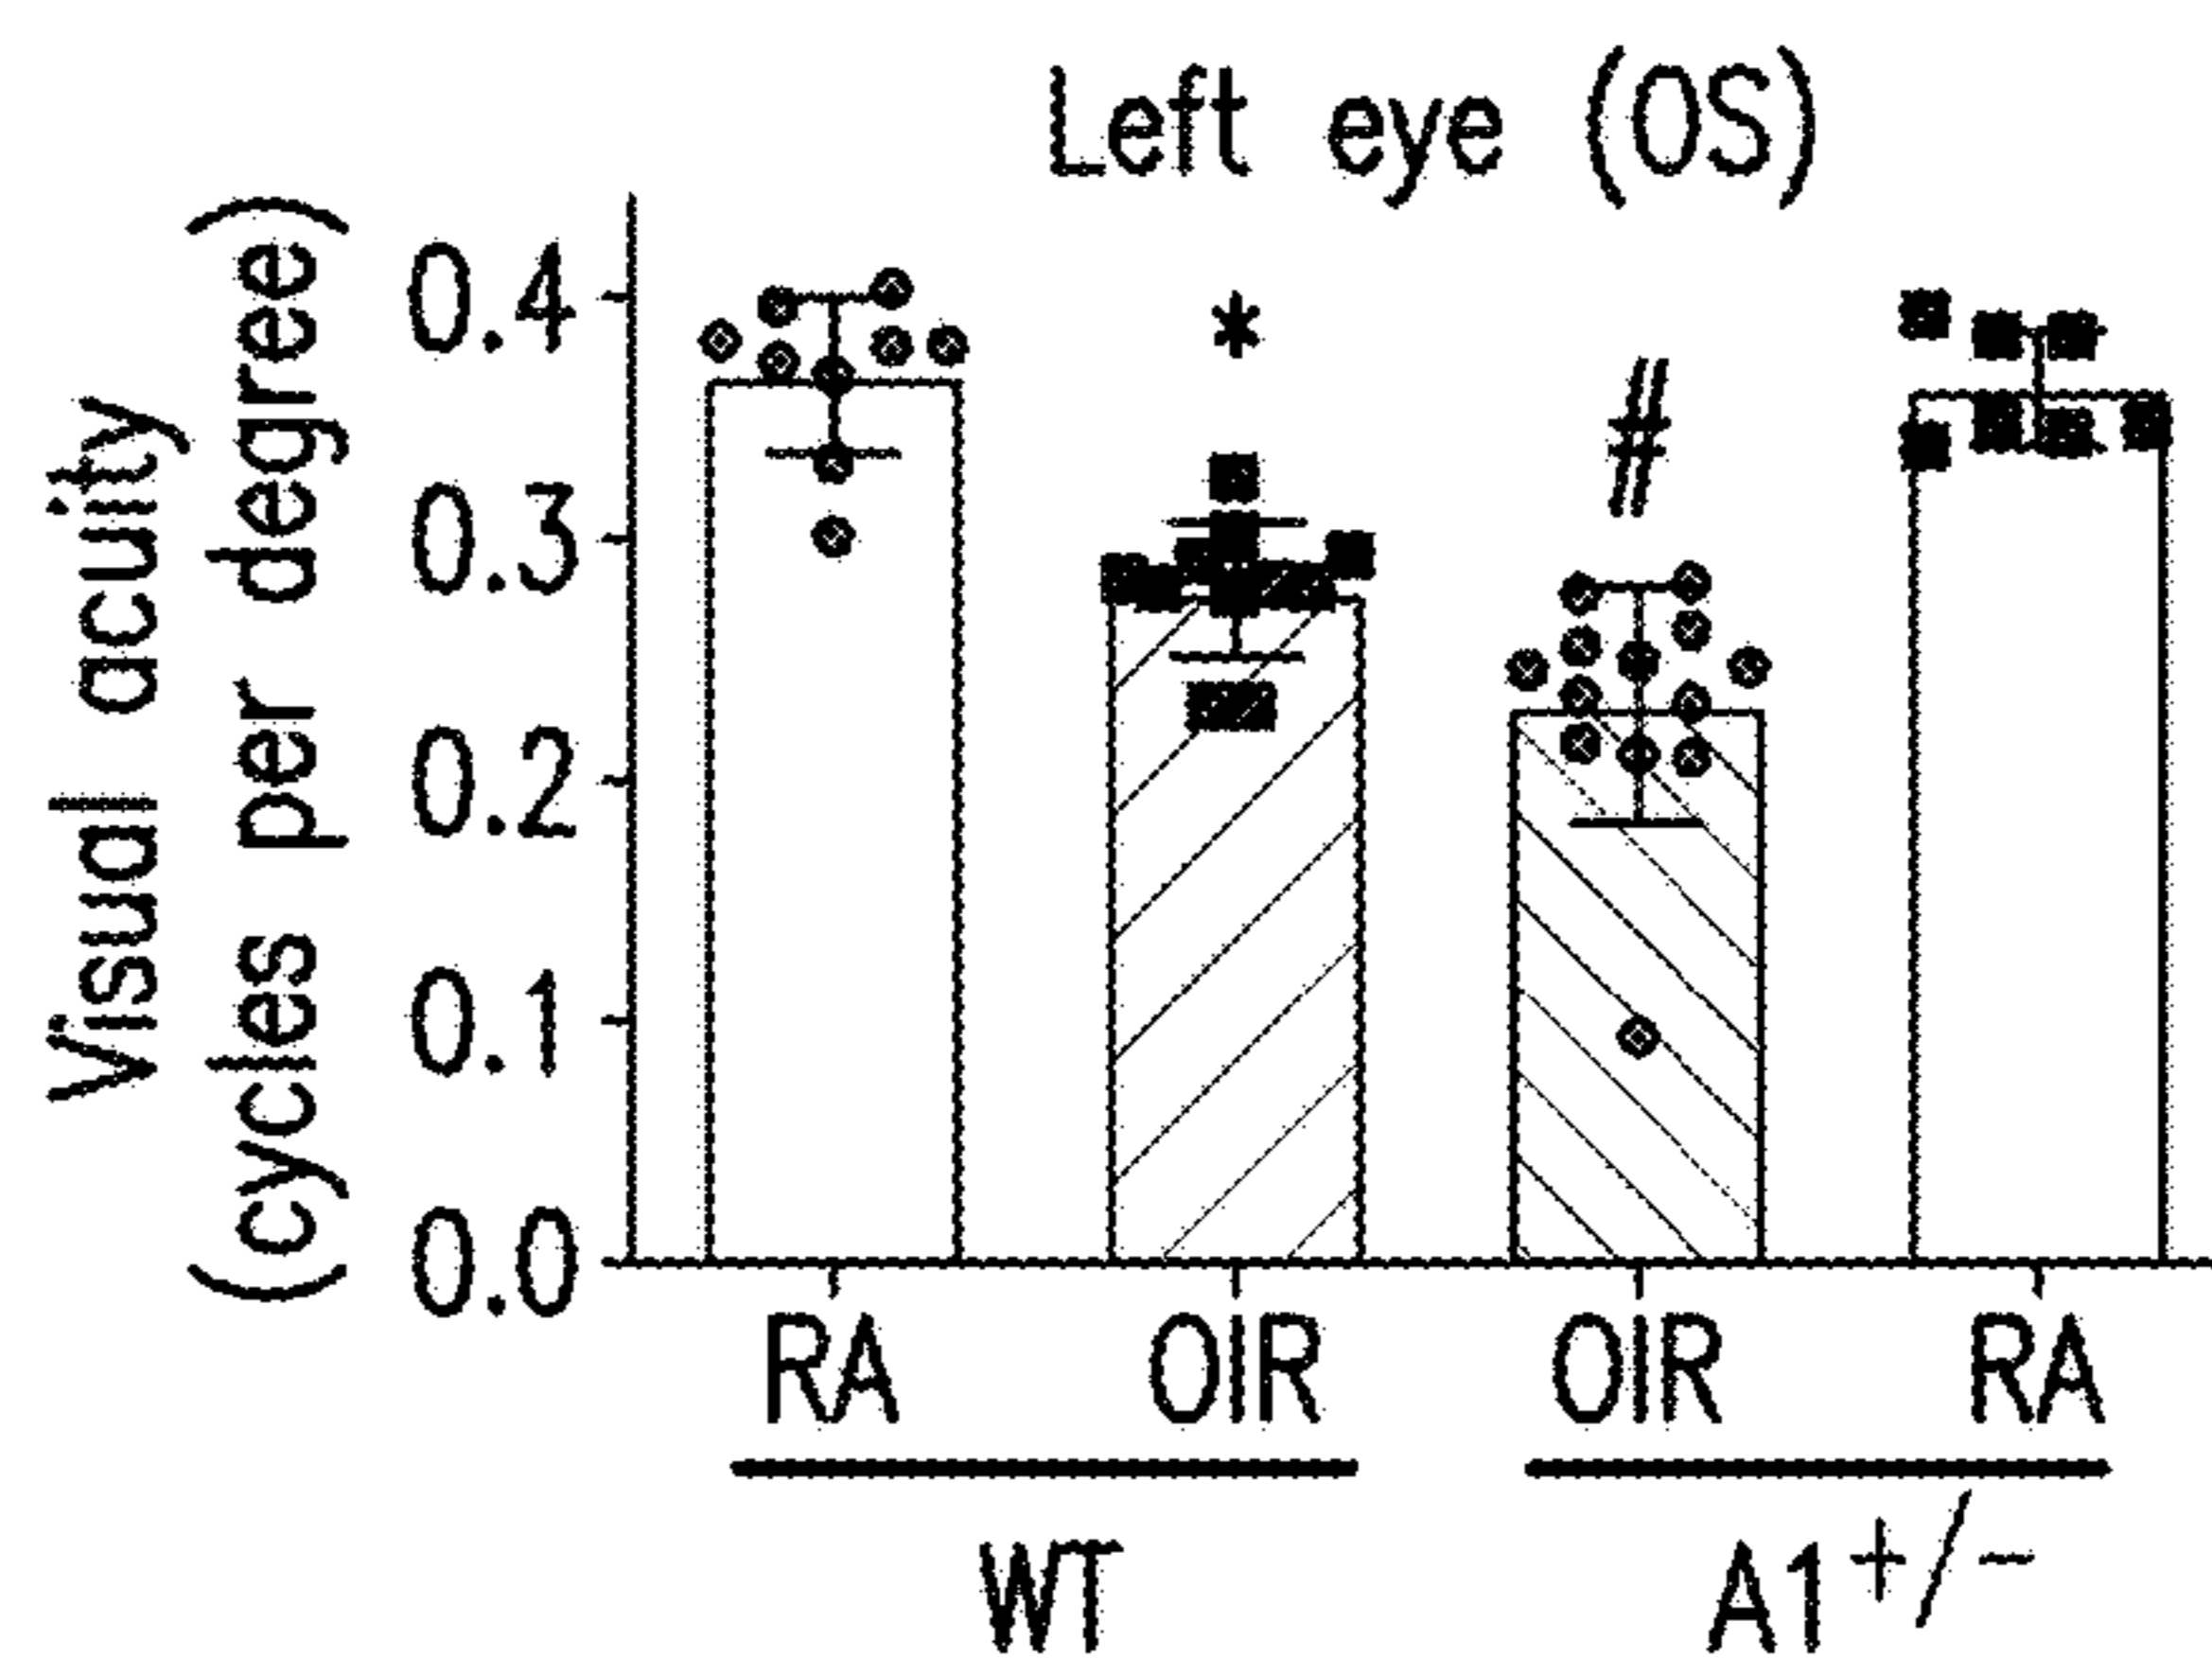 Left eye (OS)
Visual acuity
(cycles per degree)
0.4
0.3
0.2
0.1
0.0
*
#
RA OIR OIR RA
WT A1+/-